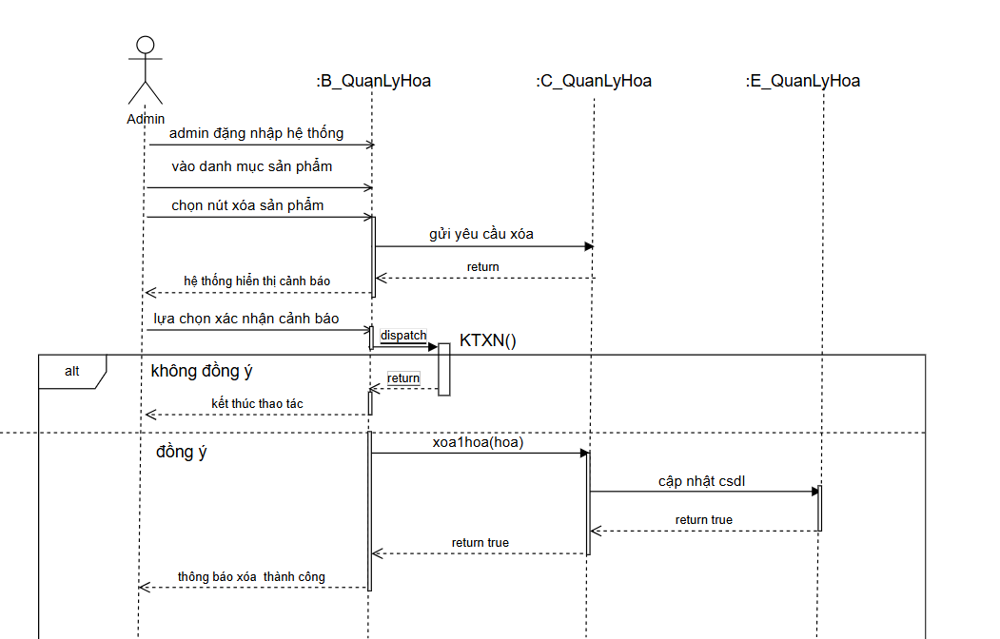 :B_QuanLyHoa
:C_QuanLyHoa
:E_QuanLyHoa
Admin
admin đặng nhập hệ thống
vào danh mục sản phẩm
chọn nút xóa sản phẩm
gửi yêu cầu xóa
return
hệ thống hiển thị cảnh báo
lựa chọn xác nhận cảnh báo
dispatch
KTXN()
alt
không đồng ý
return
kết thúc thao tác
đồng ý
xoa1hoa(hoa)
cập nhật csdl
return true
return true
thông báo xóa thành công